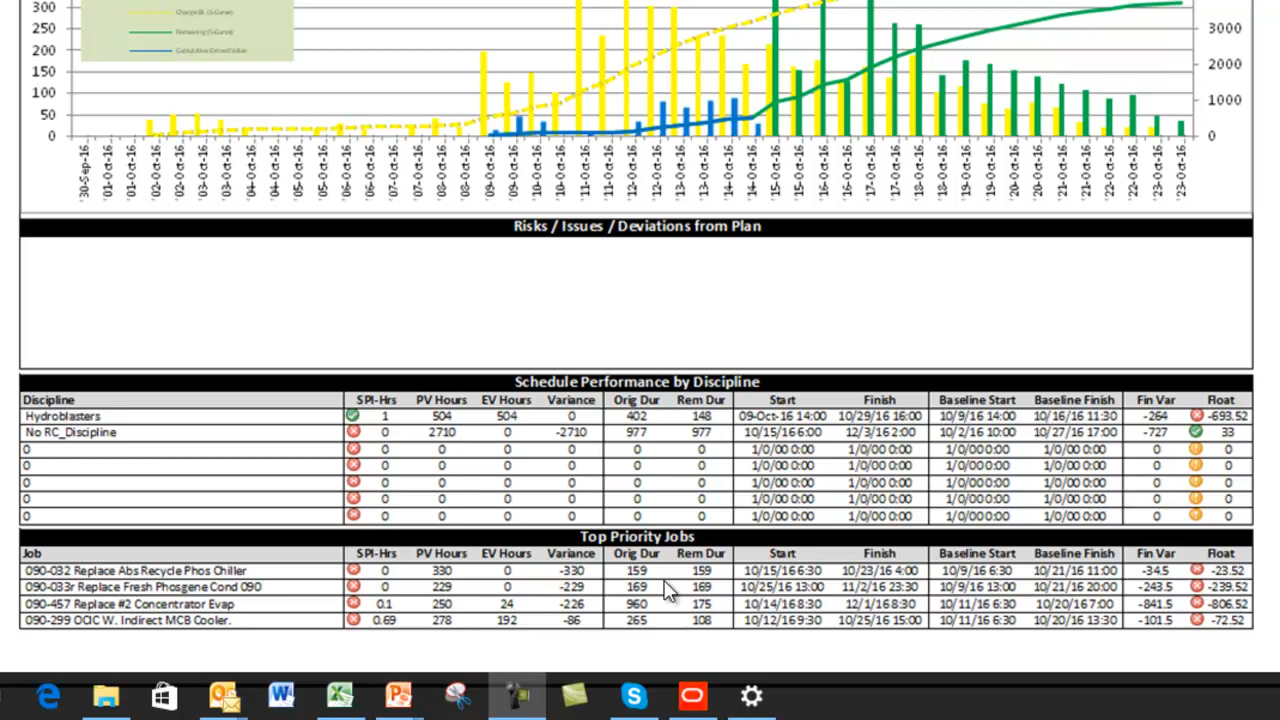 300
250
200
150
100
50
0
3000
2000
1000
0
Remaining (S-Curve)
Cumulative Earned Value
'30-Sep-16 '01-Oct-16 '01-Oct-16 '02-Oct-16 '02-Oct-16 '03-Oct-16 '03-Oct-16 '04-Oct-16 '04-Oct-16 '05-Oct-16 '05-Oct-16 '06-Oct-16 '06-Oct-16 '07-Oct-16 '07-Oct-16 '08-Oct-16 '08-Oct-16 '09-Oct-16 '09-Oct-16 '10-Oct-16 '10-Oct-16 '11-Oct-16 '11-Oct-16 '12-Oct-16 '12-Oct-16 '13-Oct-16 '13-Oct-16 '14-Oct-16 '14-Oct-16 '15-Oct-16 '15-Oct-16 '16-Oct-16 '16-Oct-16 '17-Oct-16 '17-Oct-16 '18-Oct-16 '18-Oct-16 '19-Oct-16 '19-Oct-16 '20-Oct-16 '20-Oct-16 '21-Oct-16 '21-Oct-16 '22-Oct-16 '22-Oct-16 '23-Oct-16 '23-Oct-16
Risks / Issues / Deviations from Plan
Schedule Performance by Discipline
Discipline SPI-Hrs PV Hours EV Hours Variance Orig Dur Rem Dur Start Finish Baseline Start Baseline Finish Fin Var Float
Hydroblasters 1 504 504 0 402 148 09-Oct-16 14:00 10/29/16 16:00 10/9/16 14:00 10/16/16 11:30 -264 -693.52
No RC_Discipline 0 2710 0 -2710 977 977 10/15/16 6:00 12/3/16 2:00 10/2/16 10:00 10/27/16 17:00 -727 33
0 0 0 0 0 0 0 1/0/00 0:00 1/0/00 0:00 1/0/00 0:00 1/0/00 0:00 0 0
0 0 0 0 0 0 0 1/0/00 0:00 1/0/00 0:00 1/0/00 0:00 1/0/00 0:00 0 0
0 0 0 0 0 0 0 1/0/00 0:00 1/0/00 0:00 1/0/00 0:00 1/0/00 0:00 0 0
0 0 0 0 0 0 0 1/0/00 0:00 1/0/00 0:00 1/0/00 0:00 1/0/00 0:00 0 0
0 0 0 0 0 0 0 1/0/00 0:00 1/0/00 0:00 1/0/00 0:00 1/0/00 0:00 0 0
Top Priority Jobs
Job SPI-Hrs PV Hours EV Hours Variance Orig Dur Rem Dur Start Finish Baseline Start Baseline Finish Fin Var Float
090-032 Replace Abs Recycle Phos Chiller 0 330 0 -330 159 159 10/15/16 6:30 10/23/16 4:00 10/9/16 6:30 10/21/16 11:00 -34.5 -23.52
090-033r Replace Fresh Phosgene Cond 090 0 229 0 -229 169 169 10/25/16 13:00 11/2/16 23:30 10/9/16 13:00 10/21/16 20:00 -243.5 -239.52
090-457 Replace #2 Concentrator Evap 0.1 250 24 -226 960 175 10/14/16 8:30 12/1/16 8:30 10/11/16 6:30 10/20/16 7:00 -841.5 -806.52
090-299 OCIC W. Indirect MCB Cooler. 0.69 278 192 -86 265 108 10/12/16 9:30 10/25/16 15:00 10/11/16 6:30 10/20/16 13:30 -101.5 -72.52